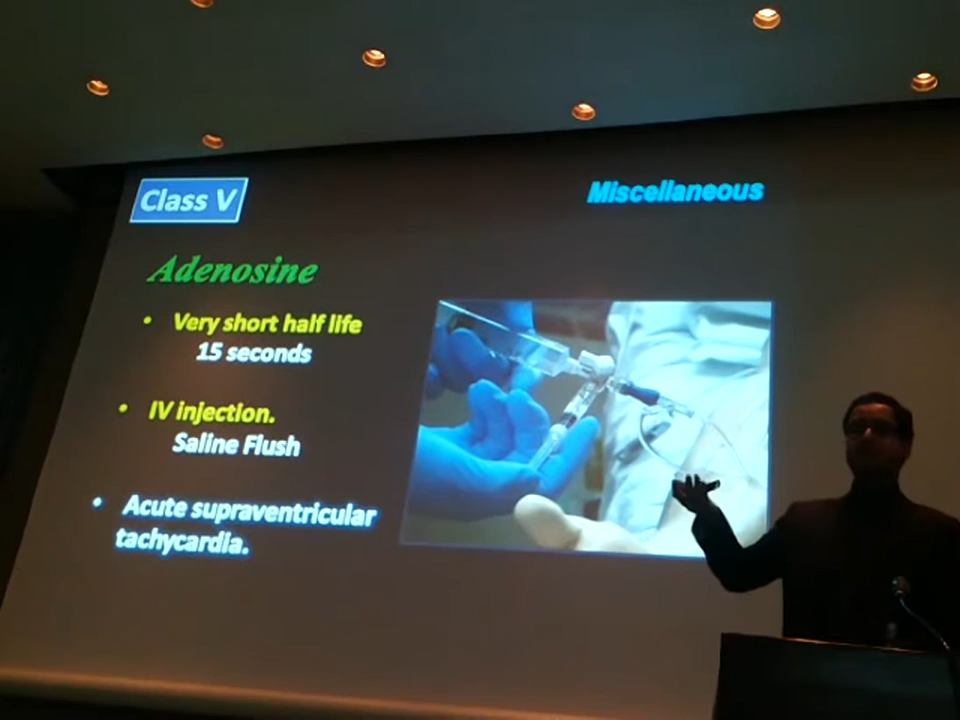 Class V
Miscellaneous
Adenosine
• Very short half life
15 seconds
• IV injection.
Saline Flush
• Acute supraventricular
tachycardia.